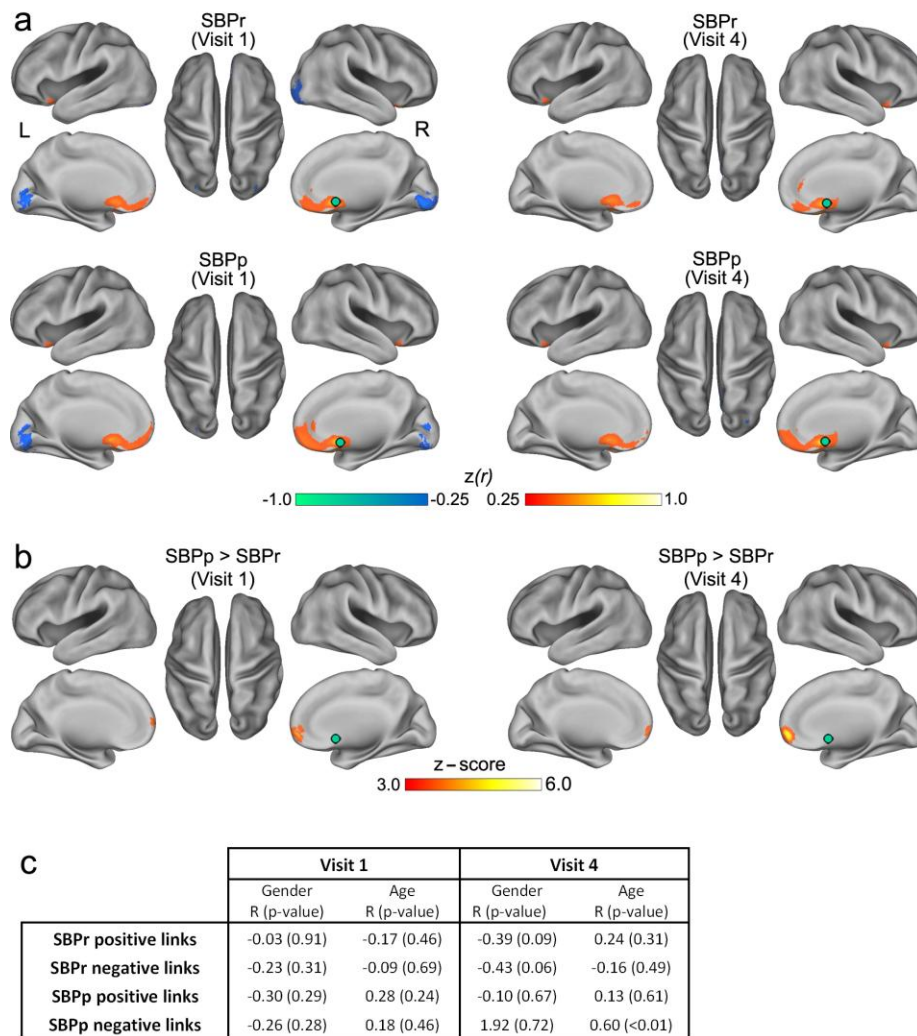 a
SBPr SBPr
(Visit 1) (Visit 4)
L R
SBPp SBPp
(Visit 1) (Visit 4)
z(r)
-1.0 -0.25 0.25 1.0
b
SBPp > SBPr SBPp > SBPr
(Visit 1) (Visit 4)
z – score
3.0 6.0
c
Visit 1 Visit 4
Gender Age Gender Age
R (p-value) R (p-value) R (p-value) R (p-value)
SBPr positive links -0.03 (0.91) -0.17 (0.46) -0.39 (0.09) 0.24 (0.31)
SBPr negative links -0.23 (0.31) -0.09 (0.69) -0.43 (0.06) -0.16 (0.49)
SBPp positive links -0.30 (0.29) 0.28 (0.24) -0.10 (0.67) 0.13 (0.61)
SBPp negative links -0.26 (0.28) 0.18 (0.46) 1.92 (0.72) 0.60 (<0.01)